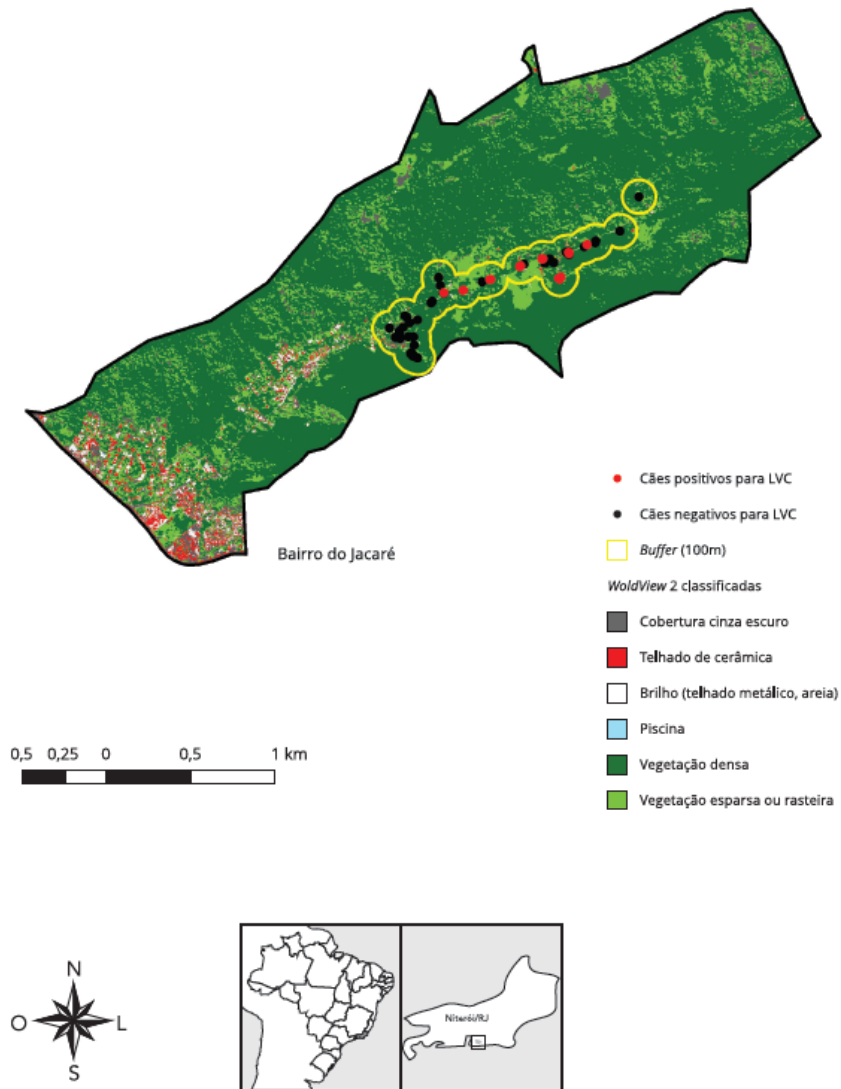 Bairro do Jacaré
Cães positivos para LVC
Cães negativos para LVC
Buffer (100m)
WoldView 2 classificadas
Cobertura cinza escuro
Telhado de cerâmica
Brilho (telhado metálico, areia)
Piscina
Vegetação densa
Vegetação esparsa ou rasteira
0,5 0,25 0 0,5 1 km
N
O L
S
Niterói/RJ